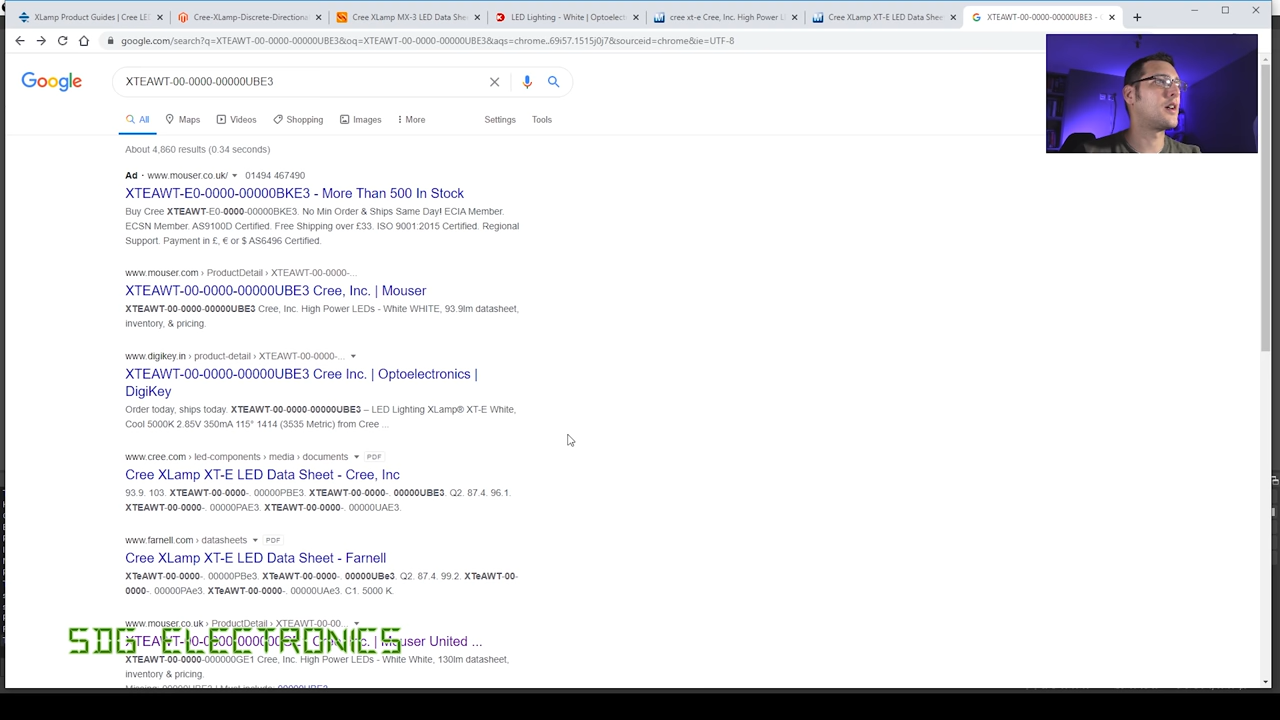 XLamp Product Guides | Cree LE
Cree-XLamp-Discrete-Directiona
Cree XLamp MX-3 LED Data She
LED Lighting - White | Optoelect
cree xt-e Cree, Inc. High Power L
Cree XLamp XT-E LED Data She
XTEAWT-00-0000-00000UBE3 -
google.com/search?q=XTEAWT-00-0000-00000UBE3&oq=XTEAWT-00-0000-00000UBE3&aqs=chrome..69i57.1515j0j7&sourceid=chrome&ie=UTF-8
Google
XTEAWT-00-0000-00000UBE3
All Maps Videos Shopping Images More Settings Tools
About 4,860 results (0.34 seconds)
Ad · www.mouser.co.uk/ 01494 467490
XTEAWT-E0-0000-00000BKE3 - More Than 500 In Stock
Buy Cree XTEAWT-E0-0000-00000BKE3. No Min Order & Ships Same Day! ECIA Member.
ECSN Member. AS9100D Certified. Free Shipping over £33. ISO 9001:2015 Certified. Regional
Support. Payment in £, € or $ AS6496 Certified.
www.mouser.com › ProductDetail › XTEAWT-00-0000-...
XTEAWT-00-0000-00000UBE3 Cree, Inc. | Mouser
XTEAWT-00-0000-00000UBE3 Cree, Inc. High Power LEDs - White WHITE, 93.9lm datasheet,
inventory, & pricing.
www.digikey.in › product-detail › XTEAWT-00-0000-...
XTEAWT-00-0000-00000UBE3 Cree Inc. | Optoelectronics |
DigiKey
Order today, ships today. XTEAWT-00-0000-00000UBE3 – LED Lighting XLamp® XT-E White,
Cool 5000K 2.85V 350mA 115° 1414 (3535 Metric) from Cree ...
www.cree.com › led-components › media › documents PDF
Cree XLamp XT-E LED Data Sheet - Cree, Inc
93.9. 103. XTEAWT-00-0000-. 00000PBE3. XTEAWT-00-0000-. 00000UBE3. Q2. 87.4. 96.1.
XTEAWT-00-0000-. 00000PAE3. XTEAWT-00-0000-. 00000UAE3.
www.farnell.com › datasheets PDF
Cree XLamp XT-E LED Data Sheet - Farnell
XTeAWT-00-0000-. 00000PBe3. XTeAWT-00-0000-. 00000UBe3. Q2. 87.4. 99.2. XTeAWT-00-
0000-. 00000PAe3. XTeAWT-00-0000-. 00000UAe3. C1. 5000 K.
www.mouser.co.uk › ProductDetail › XTEAWT-00-00...
Mouser United ...
SDG ELECTRONICS
XTEAWT-00-0000-000000GE1 Cree, Inc. High Power LEDs - White White, 130lm datasheet,
inventory & pricing.
Missing: 00000UBE3 | Must include: 00000UBE3